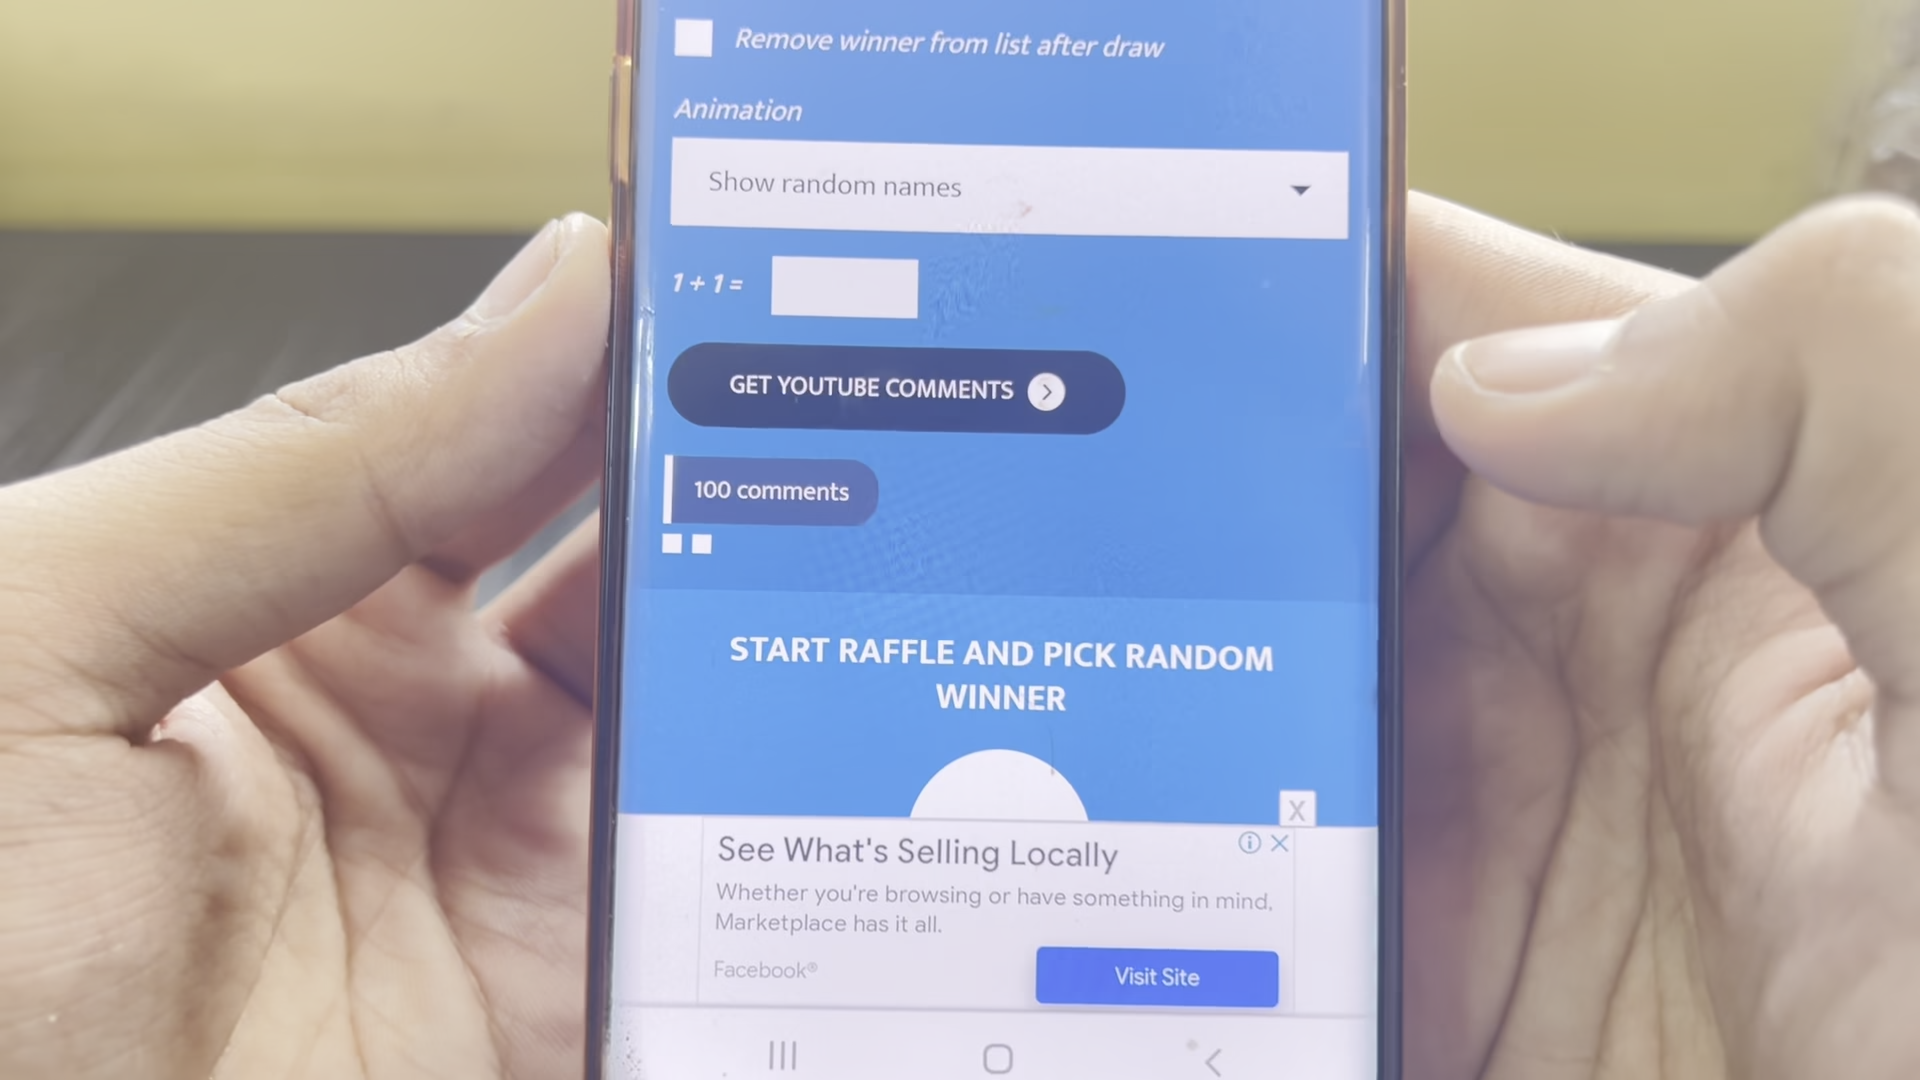 Remove winner from list after draw
Animation
Show random names
1 + 1 =
GET YOUTUBE COMMENTS
100 comments
START RAFFLE AND PICK RANDOM
WINNER
X
See What's Selling Locally
Whether you're browsing or have something in mind,
Marketplace has it all.
Facebook®
Visit Site